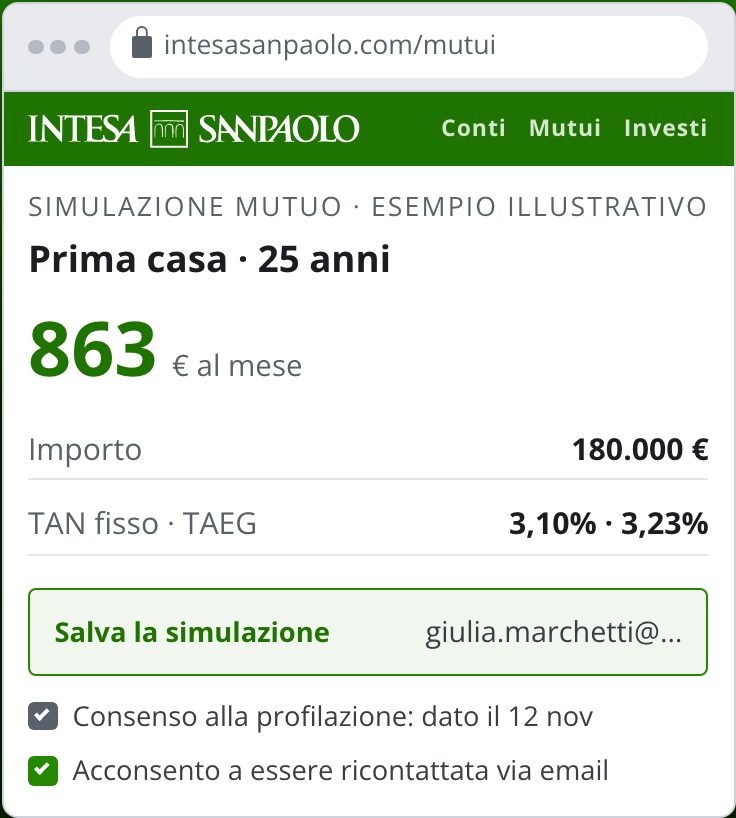 intesasanpaolo.com/mutui
INTESA SANPAOLO Conti Mutui Investi
SIMULAZIONE MUTUO · ESEMPIO ILLUSTRATIVO
Prima casa · 25 anni
863 € al mese
Importo 180.000 €
TAN fisso · TAEG 3,10% · 3,23%
Salva la simulazione giulia.marchetti@...
Consenso alla profilazione: dato il 12 nov
Acconsento a essere ricontattata via email